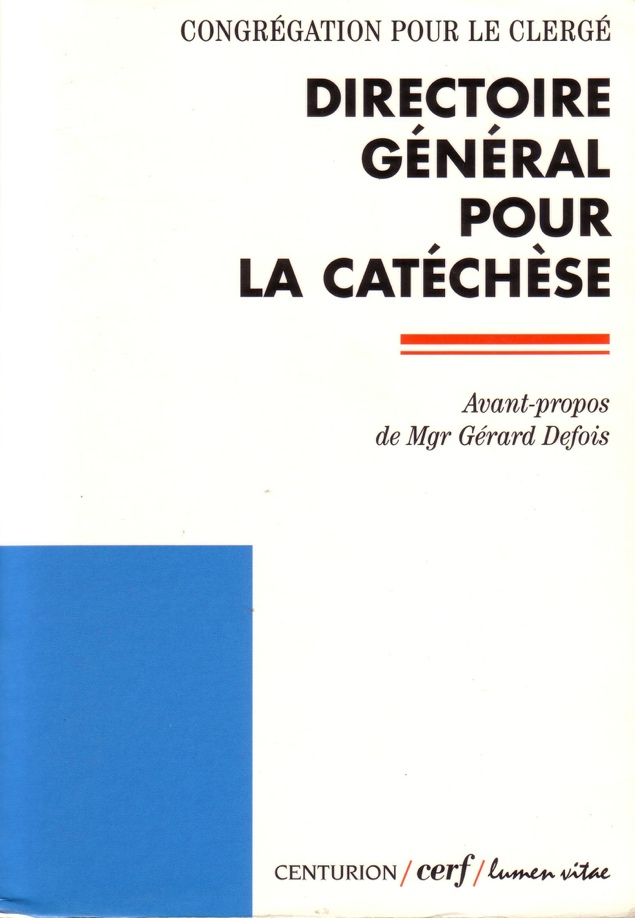 CONGRÉGATION POUR LE CLERGÉ
DIRECTOIRE
GÉNÉRAL
POUR
LA CATÉCHÈSE
Avant-propos
de Mgr Gérard Defois
CENTURION / cerf / lumen vitae